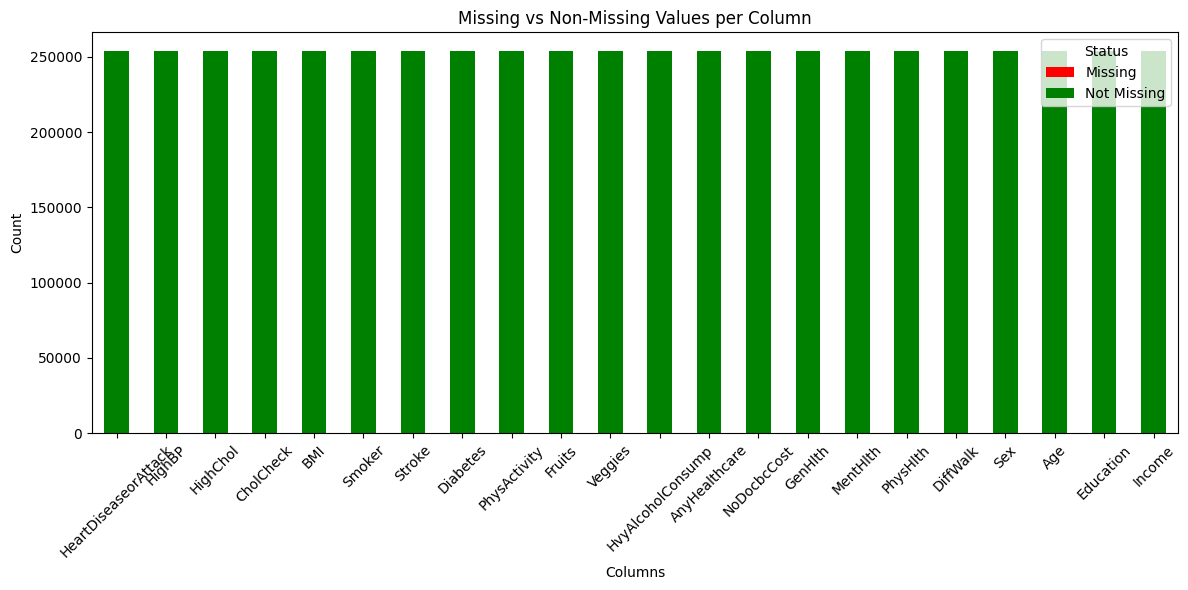 Missing vs Non-Missing Values per Column
Status
Missing
Not Missing
250000
200000
150000
100000
50000
0
Count
HeartDiseaseorAttack
HighBP
HighChol
CholCheck
BMI
Smoker
Stroke
Diabetes
PhysActivity
Fruits
Veggies
HvyAlcoholConsump
AnyHealthcare
NoDocbcCost
GenHlth
MentHlth
PhysHlth
DiffWalk
Sex
Age
Education
Income
Columns